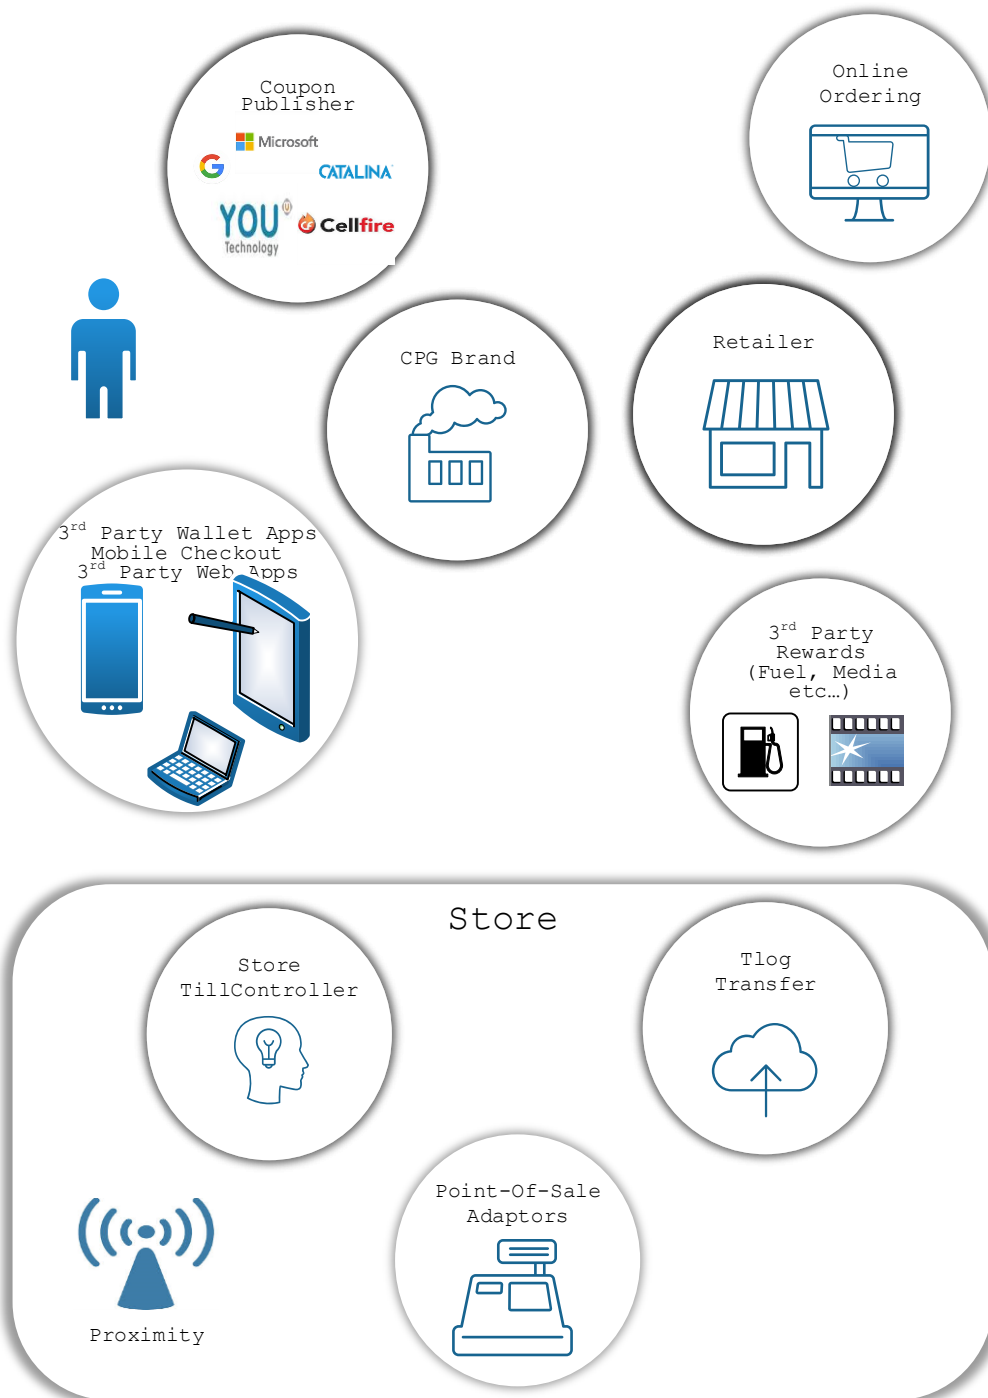 Coupon
Publisher
Microsoft
G
CATALINA
YOU
U
Technology
CF
Cellfire
Online
Ordering
CPG Brand
Retailer
3rd Party Wallet Apps
Mobile Checkout
3rd Party Web Apps
3rd Party
Rewards
(Fuel, Media
etc…)
Store
Store
TillController
Tlog
Transfer
Point-Of-Sale
Adaptors
Proximity